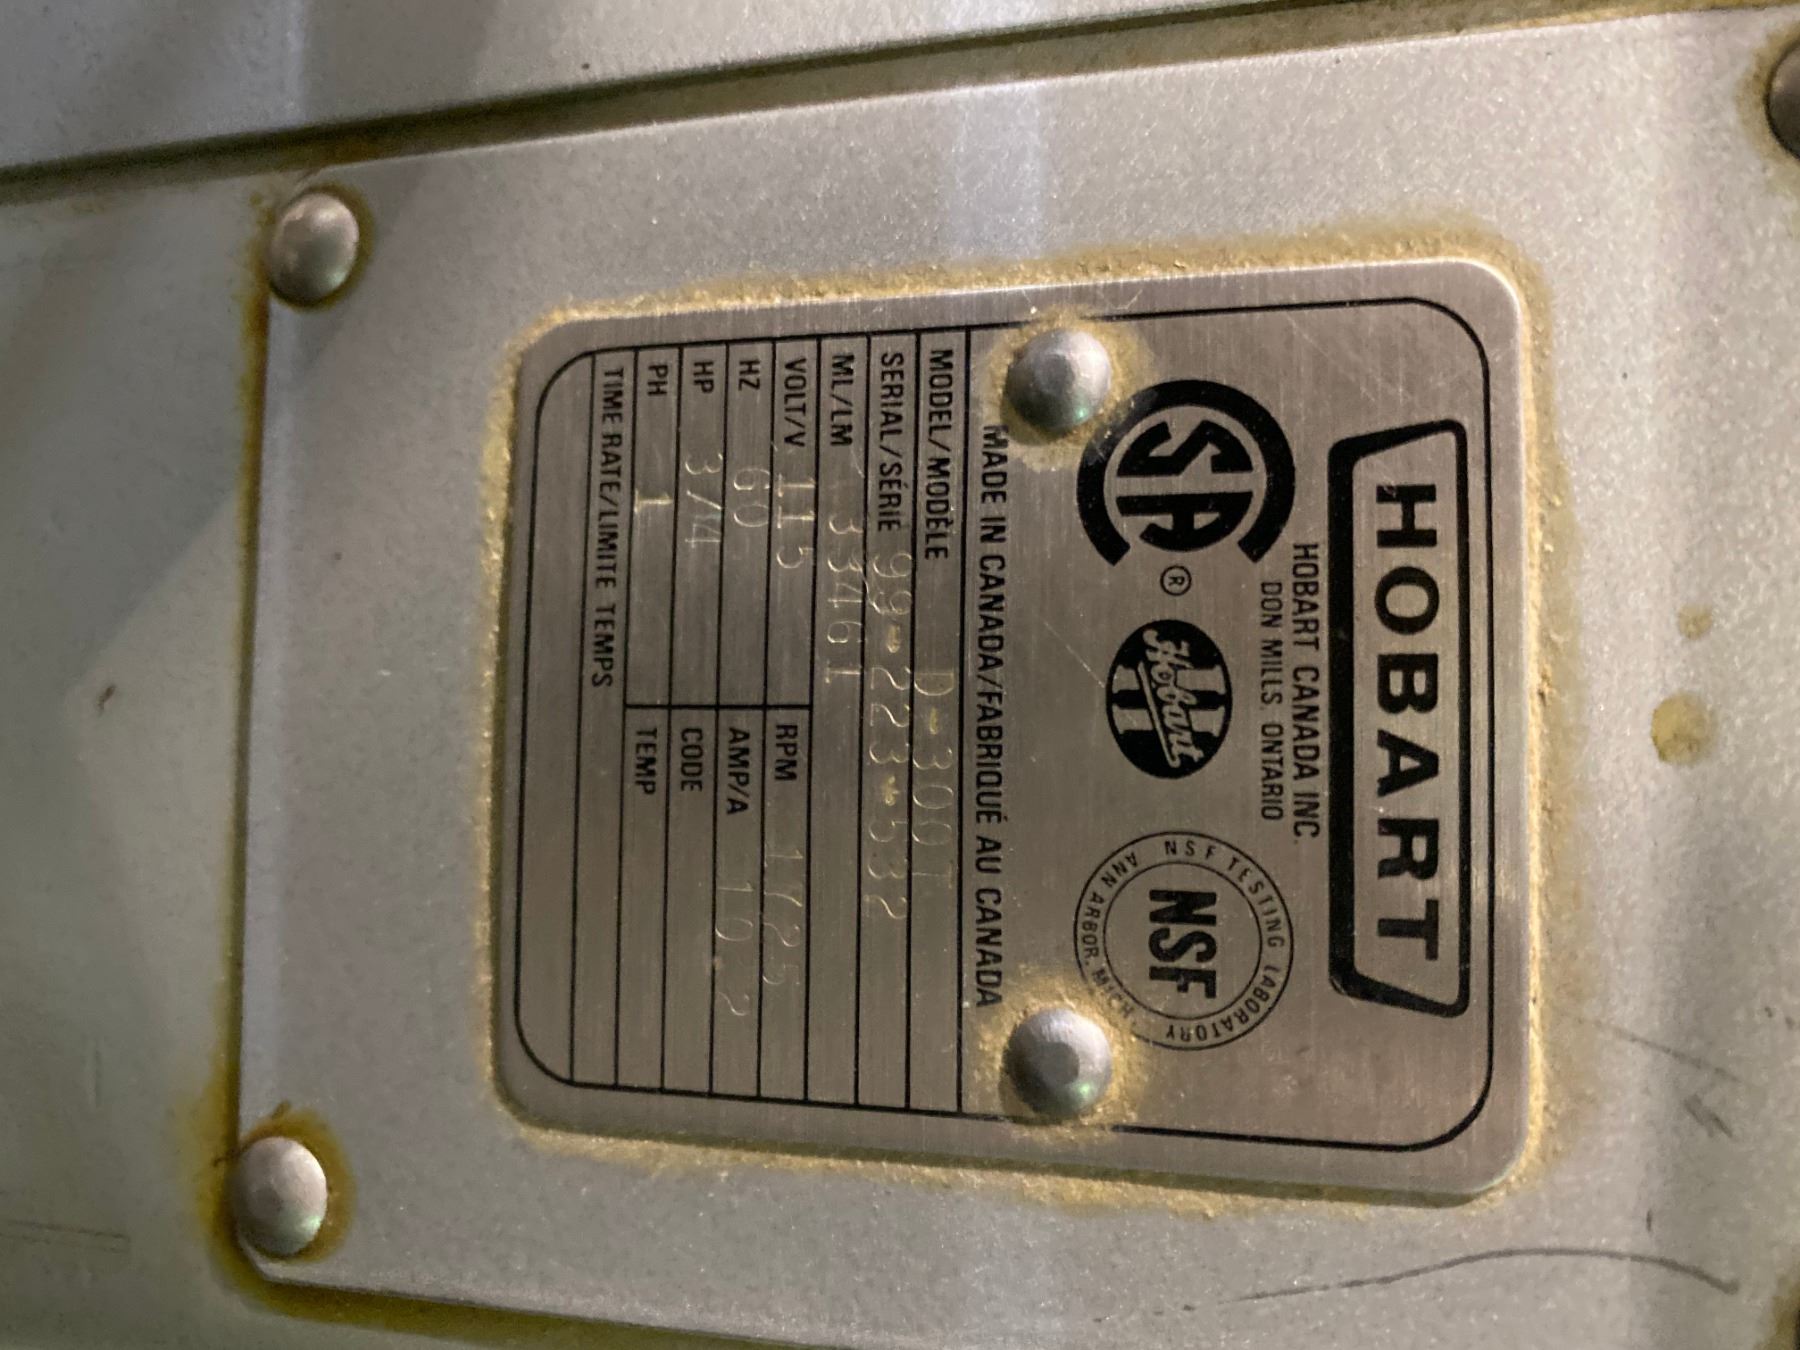 HOBART
HOBART CANADA INC.
DON MILLS, ONTARIO
SA ®
Hobart
NSF TESTING LABORATORY
NSF
ANN ARBOR, MICH.
MADE IN CANADA/FABRIQUÉ AU CANADA
MODEL/MODÈLE D-300T
SERIAL/SÉRIE 99-223-532
ML/LM 33461
VOLT/V 115 RPM 1725
HZ 60 AMP/A 10.2
HP 3/4 CODE
PH 1 TEMP
TIME RATE/LIMITE TEMPS